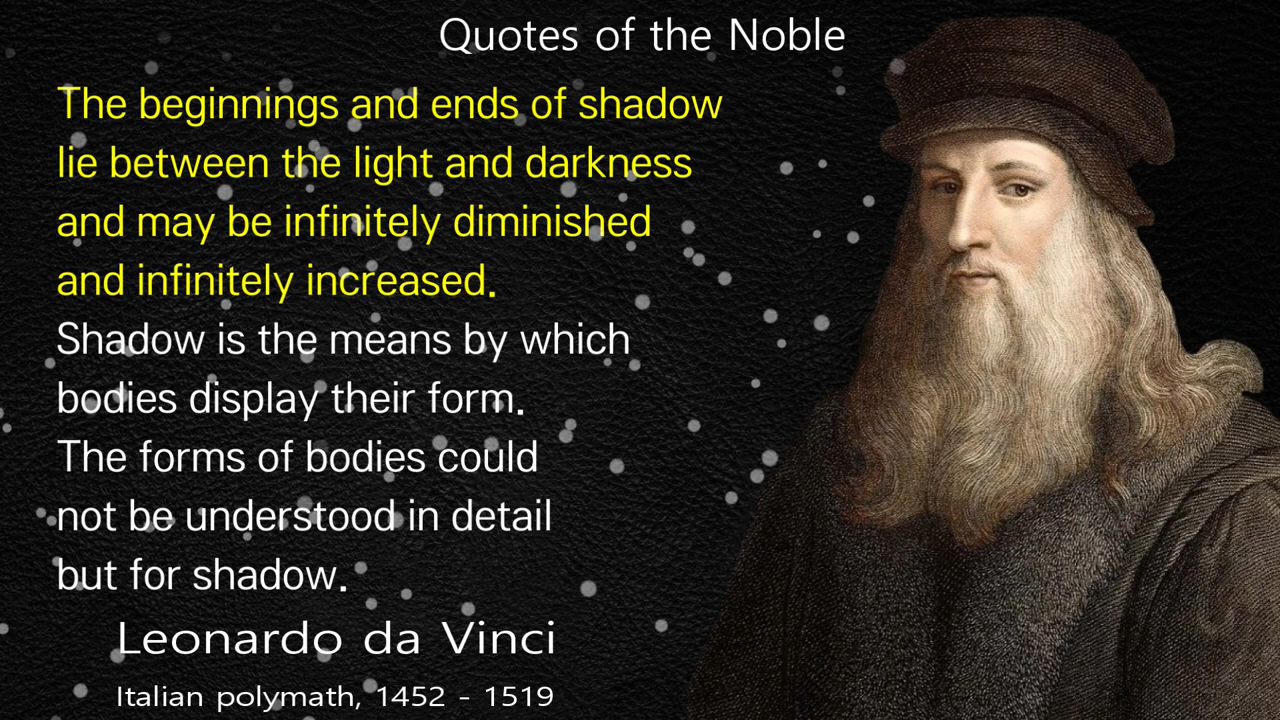 Quotes of the Noble
The beginnings and ends of shadow
lie between the light and darkness
and may be infinitely diminished
and infinitely increased.
Shadow is the means by which
bodies display their form.
The forms of bodies could
not be understood in detail
but for shadow.
Leonardo da Vinci
Italian polymath, 1452 - 1519